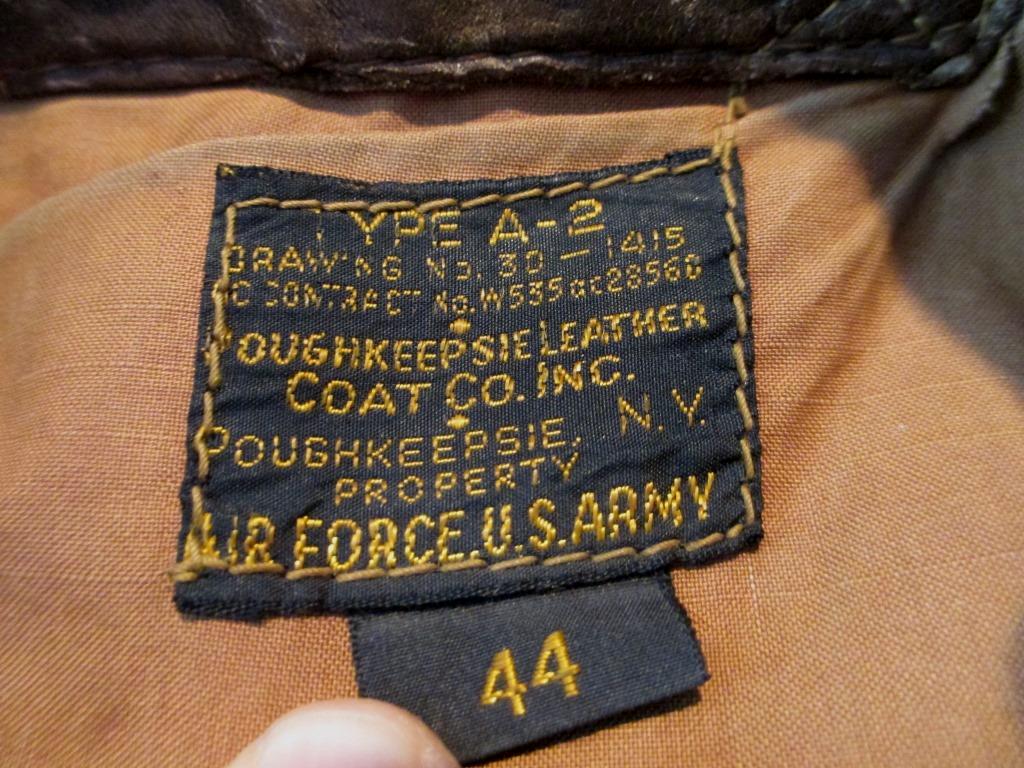 TYPE A-2
DRAWING NO. 30-1415
AC CONTRACT NO. W535ac28560
POUGHKEEPSIE LEATHER
COAT CO. INC.
POUGHKEEPSIE, N.Y.
PROPERTY
AIR FORCE. U.S. ARMY
44